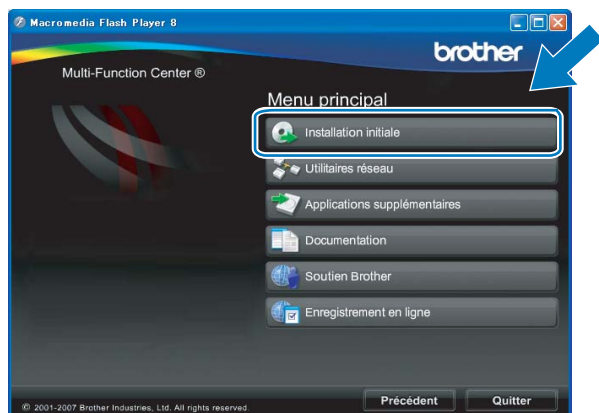 Macromedia Flash Player 8
brother
Multi-Function Center ®
Menu principal
Installation initiale
Utilitaires réseau
Applications supplémentaires
Documentation
Soutien Brother
Enregistrement en ligne
© 2001-2007 Brother Industries, Ltd. All rights reserved.
Précédent
Quitter